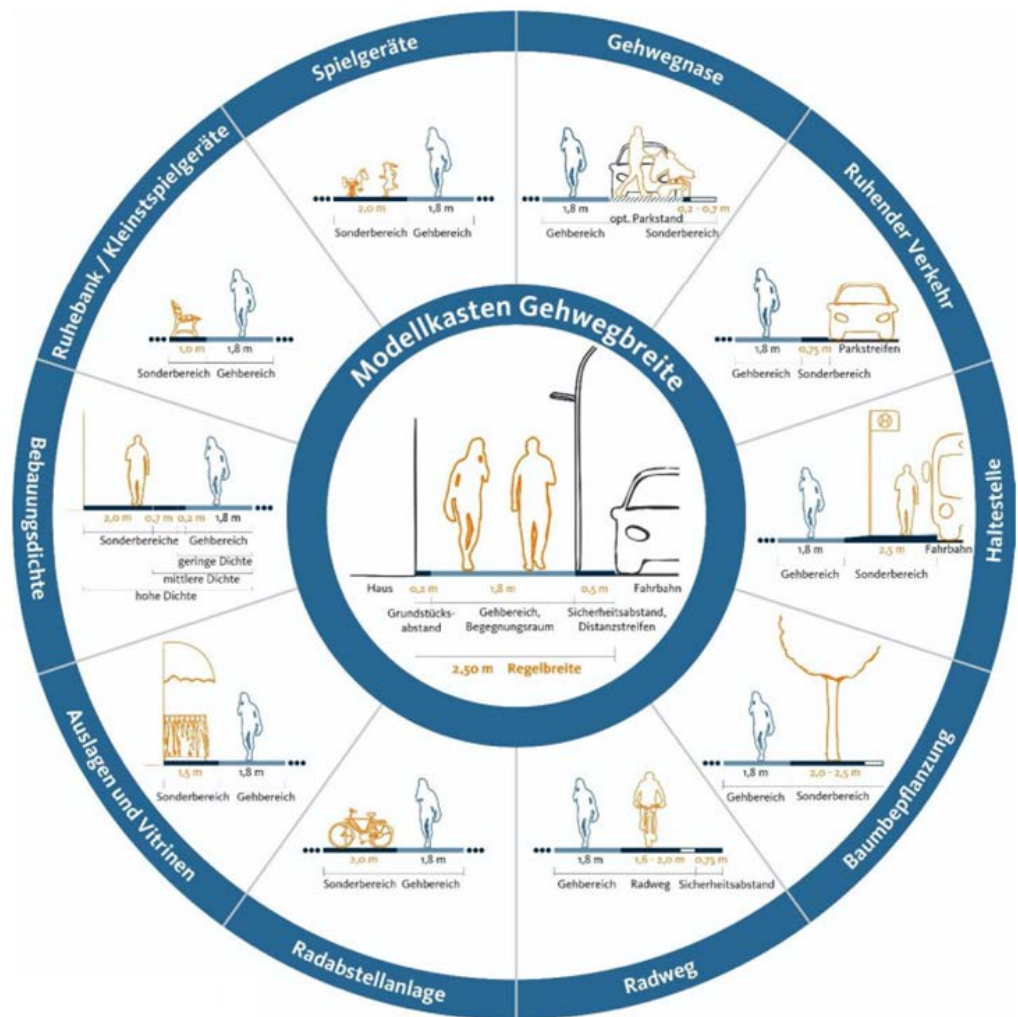 Modellkasten Gehwegbreite
Haus
0,2 m
1,8 m
0,5 m
Fahrbahn
Grundstücks-
abstand
Gehbereich,
Begegnungsraum
Sicherheitsabstand,
Distanzstreifen
2,50 m Regelbreite
Gehwegnase
1,8 m
opt. Parkstand
0,2 - 0,7 m
Gehbereich
Sonderbereich
Ruhender Verkehr
1,8 m
0,75 m
Parkstreifen
Gehbereich
Sonderbereich
Haltestelle
H
1,8 m
2,5 m
Fahrbahn
Gehbereich
Sonderbereich
Baumbepflanzung
1,8 m
2,0 - 2,5 m
Gehbereich
Sonderbereich
Radweg
1,8 m
1,6 - 2,0 m
0,75 m
Gehbereich
Radweg
Sicherheitsabstand
Radabstellanlage
2,0 m
1,8 m
Sonderbereich
Gehbereich
Auslagen und Vitrinen
1,5 m
1,8 m
Sonderbereich
Gehbereich
Bebauungsdichte
2,0 m
0,7 m
0,2 m
1,8 m
Sonderbereiche
Gehbereich
geringe Dichte
mittlere Dichte
hohe Dichte
Ruhebank / Kleinstspielgeräte
1,0 m
1,8 m
Sonderbereich
Gehbereich
Spielgeräte
2,0 m
1,8 m
Sonderbereich
Gehbereich